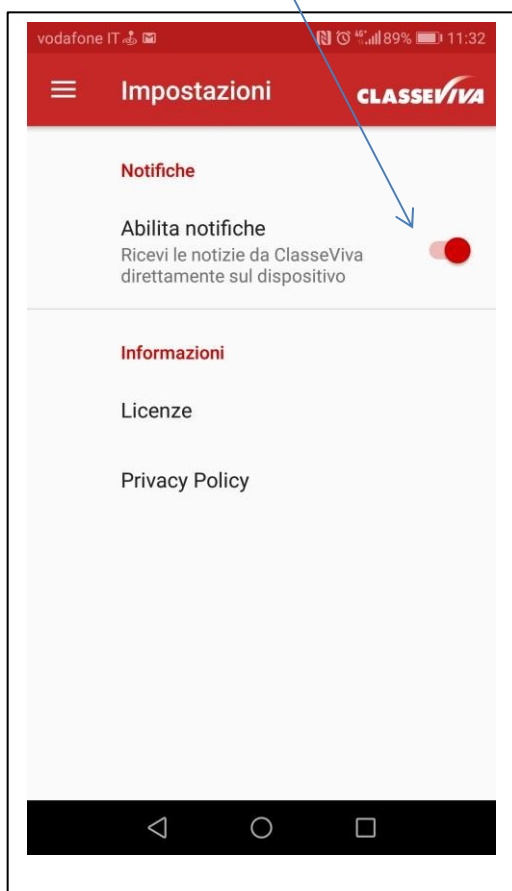 vodafone IT 46 89% 11:32
Impostazioni CLASSEVIVA
Notifiche
Abilita notifiche
Ricevi le notizie da ClasseViva
direttamente sul dispositivo
Informazioni
Licenze
Privacy Policy